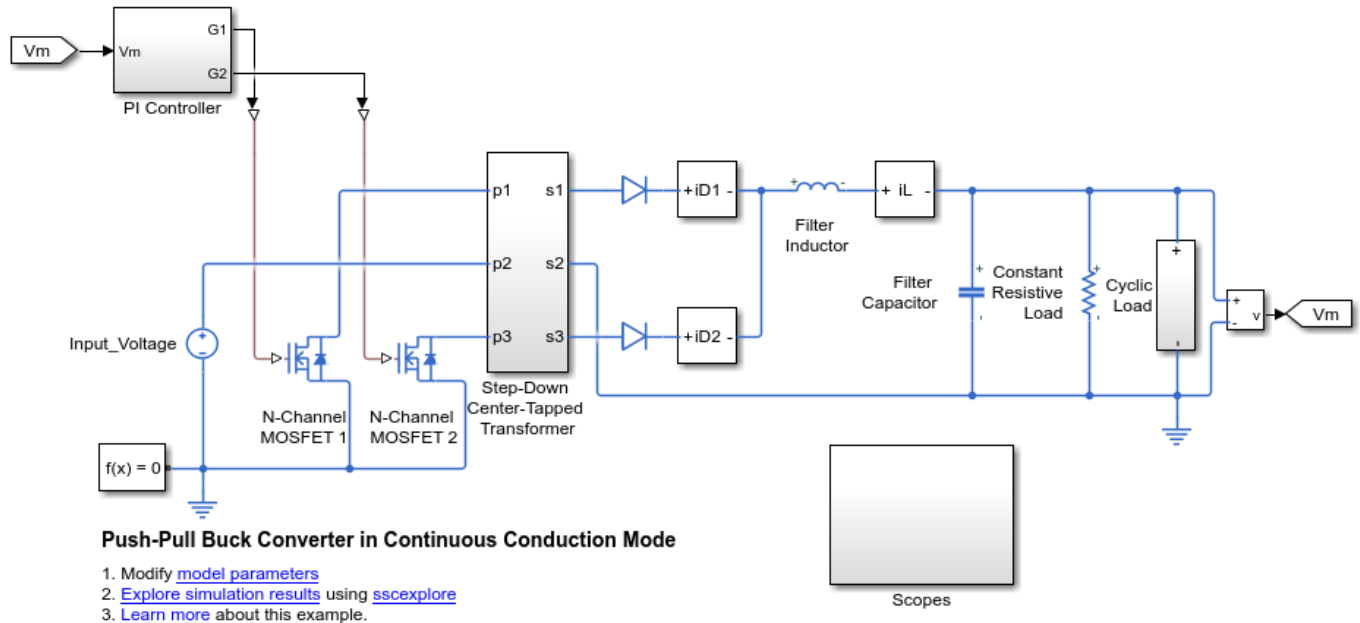 Vm
Vm
G1
G2
PI Controller
p1
p2
p3
s1
s2
s3
Step-Down
Center-Tapped
Transformer
+ iD1 -
+ iD2 -
+ -
Filter
Inductor
+ iL -
Filter
Capacitor
+
-
Constant
Resistive
Load
+
-
Cyclic
Load
+
-
+
-
v
Vm
Input_Voltage
+
-
N-Channel
MOSFET 1
N-Channel
MOSFET 2
f(x) = 0
Scopes
Push-Pull Buck Converter in Continuous Conduction Mode
1. Modify model parameters
2. Explore simulation results using sscexplore
3. Learn more about this example.